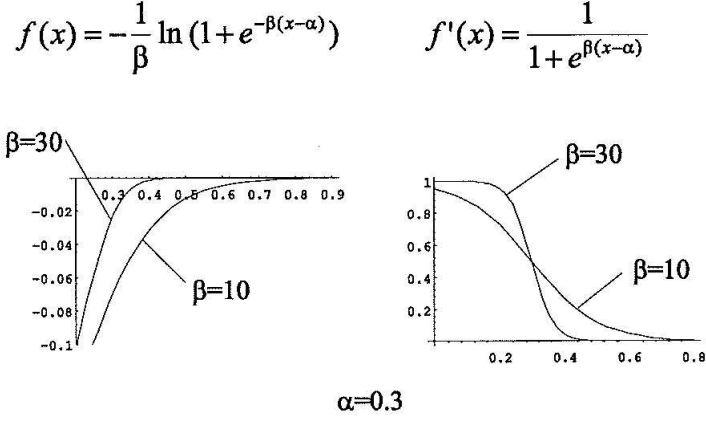 f(x) = -\frac{1}{β} ln (1+e^{-β(x-α)})
f'(x) = \frac{1}{1+e^{β(x-α)}}
β=30
0.3 0.4 0.5 0.6 0.7 0.8 0.9
-0.02
-0.04
-0.06
-0.08
-0.1
β=10
β=30
1
0.8
0.6
0.4
0.2
β=10
0.2 0.4 0.6 0.8
α=0.3